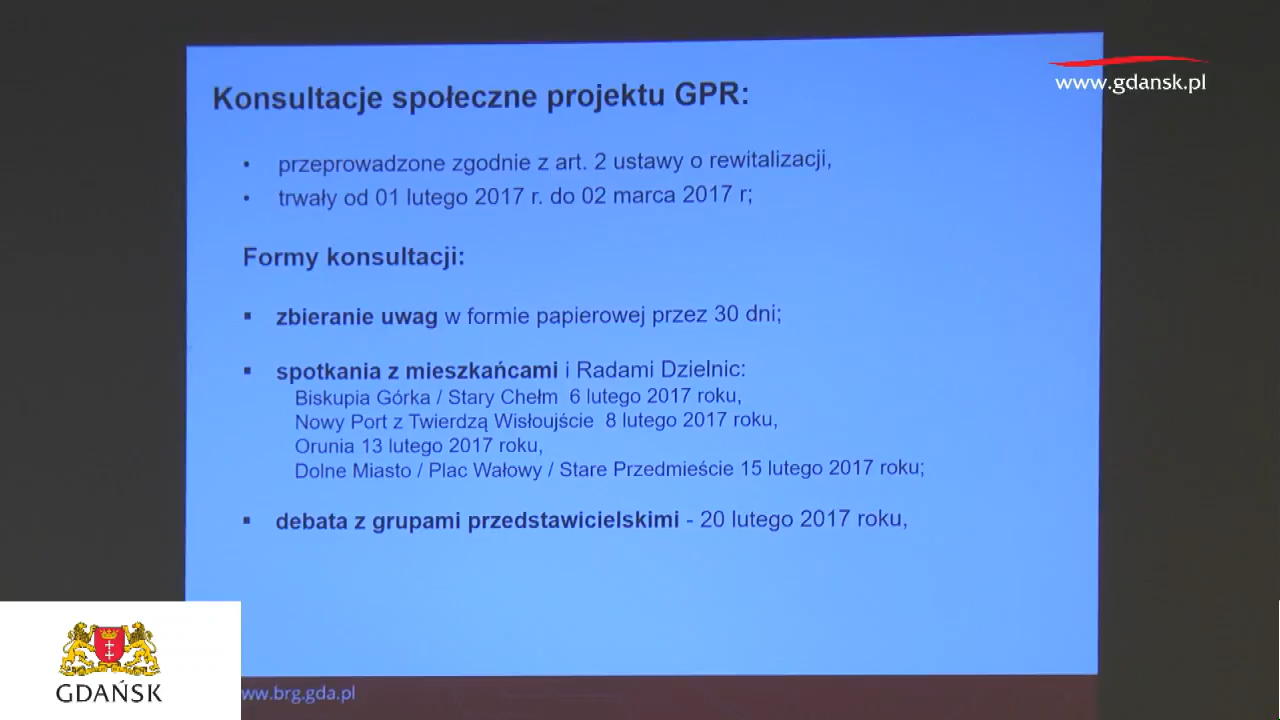 www.gdansk.pl
Konsultacje społeczne projektu GPR:
• przeprowadzone zgodnie z art. 2 ustawy o rewitalizacji,
• trwały od 01 lutego 2017 r. do 02 marca 2017 r;
Formy konsultacji:
▪ zbieranie uwag w formie papierowej przez 30 dni;
▪ spotkania z mieszkańcami i Radami Dzielnic:
Biskupia Górka / Stary Chełm 6 lutego 2017 roku,
Nowy Port z Twierdzą Wisłoujście 8 lutego 2017 roku,
Orunia 13 lutego 2017 roku,
Dolne Miasto / Plac Wałowy / Stare Przedmieście 15 lutego 2017 roku;
▪ debata z grupami przedstawicielskimi - 20 lutego 2017 roku,
GDAŃSK
ww.brg.gda.pl